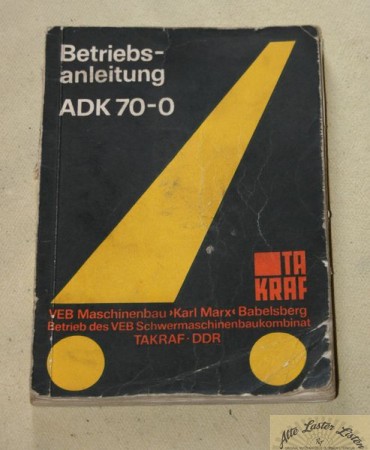 Betriebs-
anleitung
ADK 70-0
TA
KRAF
VEB Maschinenbau ›Karl Marx‹ Babelsberg
Betrieb des VEB Schwermaschinenbaukombinat
TAKRAF · DDR
Alte Laster Listen